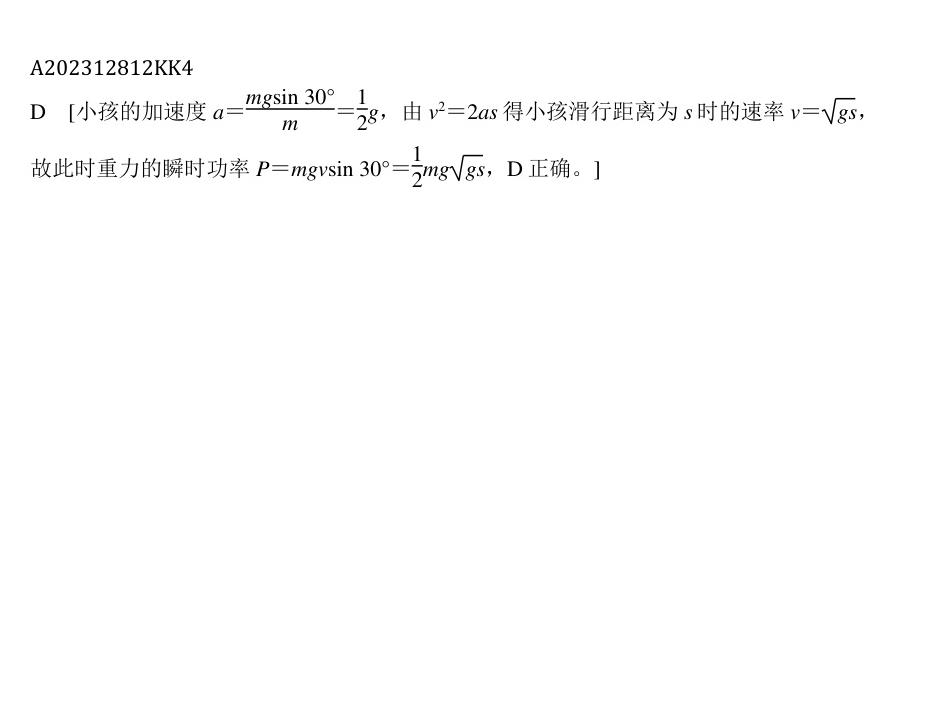 A202312812KK4
D [小孩的加速度 a＝mgsin 30°/m＝1/2g，由 v²＝2as 得小孩滑行距离为 s 时的速率 v＝√gs，
故此时重力的瞬时功率 P＝mgvsin 30°＝1/2mg√gs，D 正确。]